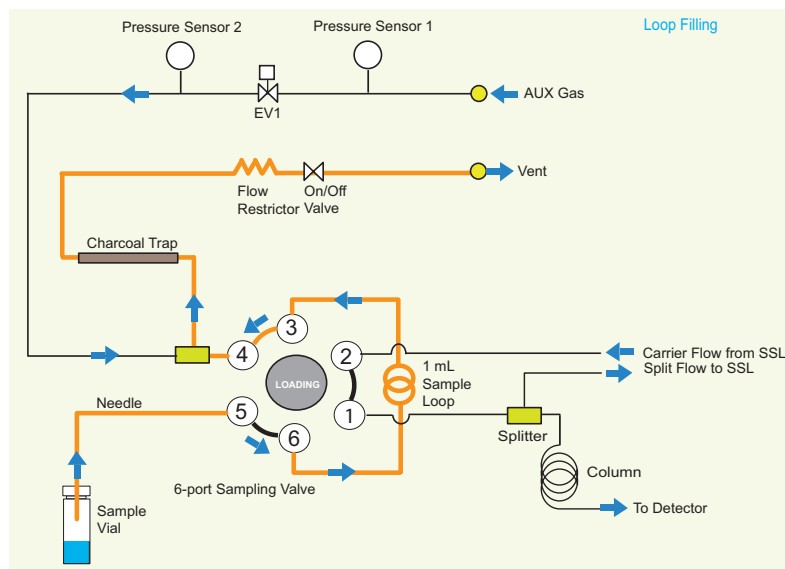 Pressure Sensor 2
Pressure Sensor 1
Loop Filling
AUX Gas
EV1
Vent
Flow
Restrictor
On/Off
Valve
Charcoal Trap
3
4
2
LOADING
1 mL
Sample
Loop
Carrier Flow from SSL
Split Flow to SSL
Needle
5
1
6
Splitter
6-port Sampling Valve
Column
Sample
Vial
To Detector